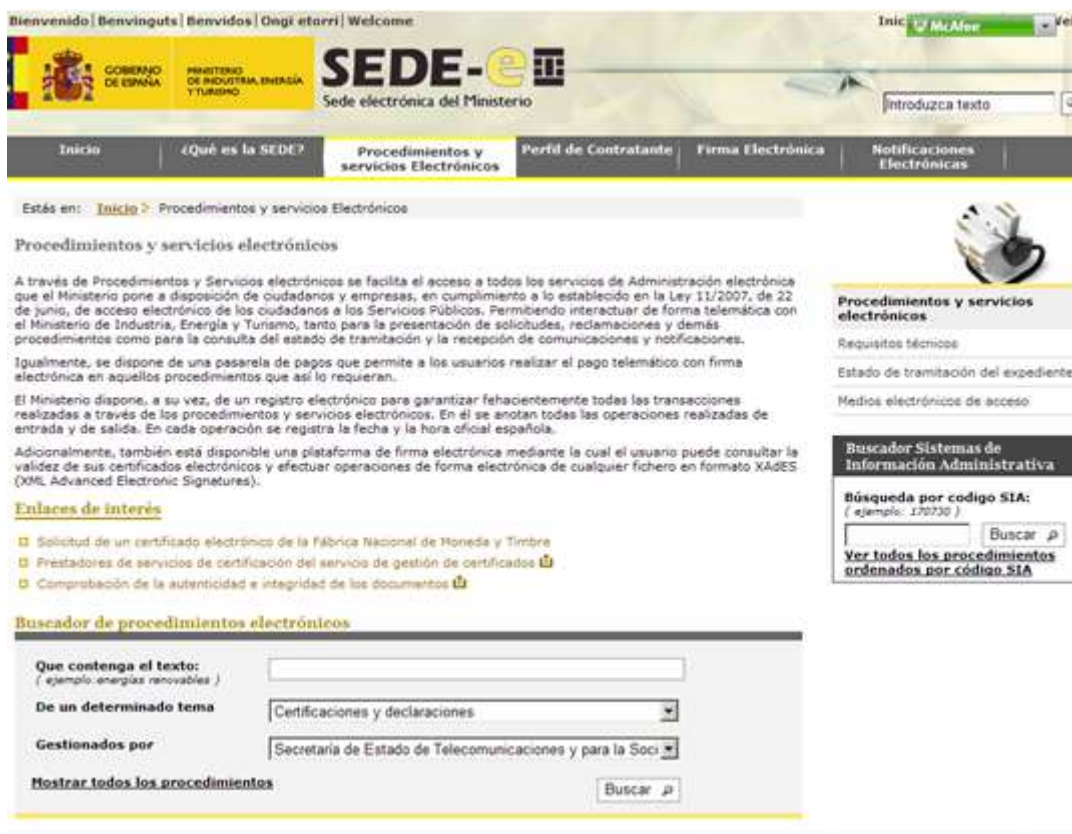 Bienvenido | Benvinguts | Benvidos | Ongi etorri | Welcome
Inic
McAfee
GOBIERNO
DE ESPAÑA
MINISTERIO
DE INDUSTRIA, ENERGÍA
Y TURISMO
SEDE-e
Sede electrónica del Ministerio
Introduzca texto
Inicio
¿Qué es la SEDE?
Procedimientos y
servicios Electrónicos
Perfil de Contratante
Firma Electrónica
Notificaciones
Electrónicas
Estás en: Inicio > Procedimientos y servicios Electrónicos
Procedimientos y servicios electrónicos
A través de Procedimientos y Servicios electrónicos se facilita el acceso a todos los servicios de Administración electrónica
que el Ministerio pone a disposición de ciudadanos y empresas, en cumplimiento a lo establecido en la Ley 11/2007, de 22
de junio, de acceso electrónico de los ciudadanos a los Servicios Públicos. Permitiendo interactuar de forma telemática con
el Ministerio de Industria, Energía y Turismo, tanto para la presentación de solicitudes, reclamaciones y demás
procedimientos como para la consulta del estado de tramitación y la recepción de comunicaciones y notificaciones.
Igualmente, se dispone de una pasarela de pagos que permite a los usuarios realizar el pago telemático con firma
electrónica en aquellos procedimientos que así lo requieran.
El Ministerio dispone, a su vez, de un registro electrónico para garantizar fehacientemente todas las transacciones
realizadas a través de los procedimientos y servicios electrónicos. En él se anotan todas las operaciones realizadas de
entrada y de salida. En cada operación se registra la fecha y la hora oficial española.
Adicionalmente, también está disponible una plataforma de firma electrónica mediante la cual el usuario puede consultar la
validez de sus certificados electrónicos y efectuar operaciones de forma electrónica de cualquier fichero en formato XAdES
(XML Advanced Electronic Signatures).
Enlaces de interés
Solicitud de un certificado electrónico de la Fábrica Nacional de Moneda y Timbre
Prestadores de servicios de certificación del servicio de gestión de certificados
Comprobación de la autenticidad e integridad de los documentos
Buscador de procedimientos electrónicos
Que contenga el texto:
( ejemplo:energías renovables )
De un determinado tema
Certificaciones y declaraciones
Gestionados por
Secretaría de Estado de Telecomunicaciones y para la Soci
Mostrar todos los procedimientos
Buscar
Procedimientos y servicios
electrónicos
Requisitos técnicos
Estado de tramitación del expediente
Medios electrónicos de acceso
Buscador Sistemas de
Información Administrativa
Búsqueda por codigo SIA:
( ejemplo: 170730 )
Buscar
Ver todos los procedimientos
ordenados por código SIA